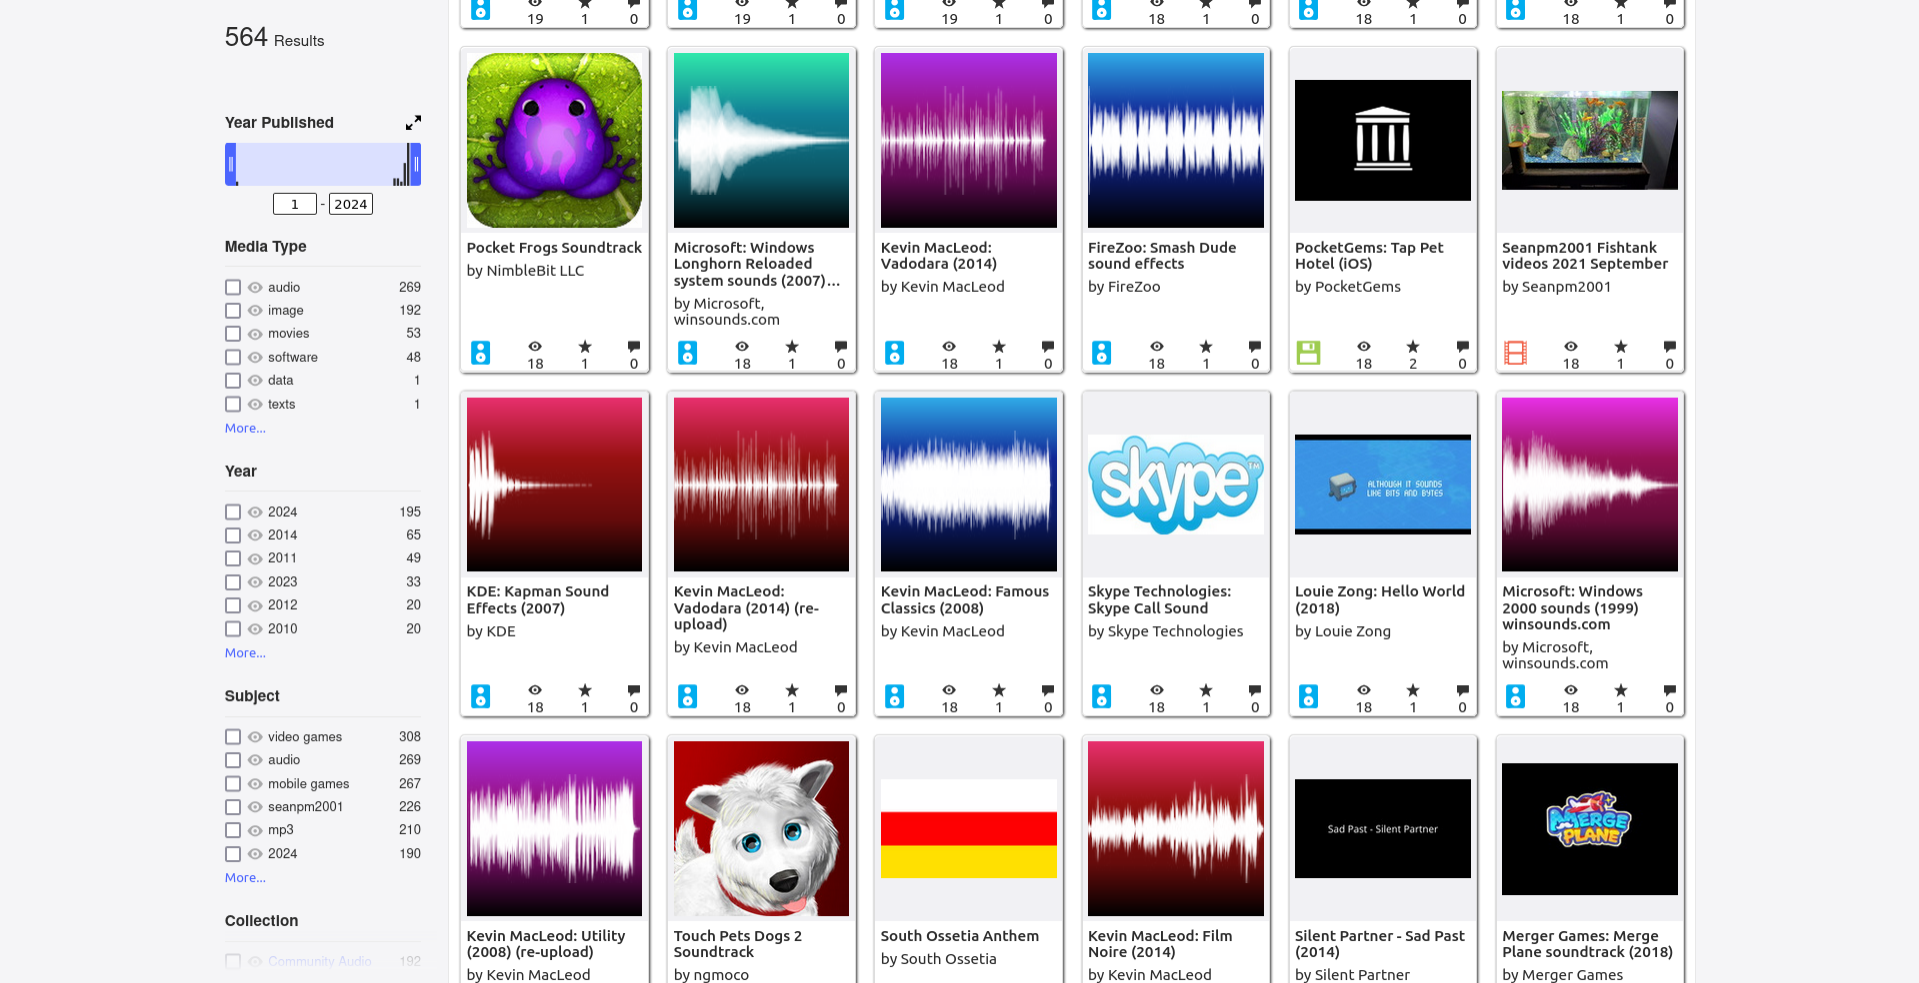 564 Results
Year Published
1 - 2024
Media Type
audio 269
image 192
movies 53
software 48
data 1
texts 1
More...
Year
2024 195
2014 65
2011 49
2023 33
2012 20
2010 20
More...
Subject
video games 308
audio 269
mobile games 267
seanpm2001 226
mp3 210
2024 190
More...
Collection
Community Audio 192
19 1 0
19 1 0
19 1 0
18 1 0
18 1 0
18 1 0
Pocket Frogs Soundtrack
by NimbleBit LLC
18 1 0
Microsoft: Windows
Longhorn Reloaded
system sounds (2007)...
by Microsoft,
winsounds.com
18 1 0
Kevin MacLeod:
Vadodara (2014)
by Kevin MacLeod
18 1 0
FireZoo: Smash Dude
sound effects
by FireZoo
18 1 0
PocketGems: Tap Pet
Hotel (iOS)
by PocketGems
18 2 0
Seanpm2001 Fishtank
videos 2021 September
by Seanpm2001
18 1 0
KDE: Kapman Sound
Effects (2007)
by KDE
18 1 0
Kevin MacLeod:
Vadodara (2014) (re-
upload)
by Kevin MacLeod
18 1 0
Kevin MacLeod: Famous
Classics (2008)
by Kevin MacLeod
18 1 0
skype TM
Skype Technologies:
Skype Call Sound
by Skype Technologies
18 1 0
ALTHOUGH IT SOUNDS
LIKE BITS AND BYTES
Louie Zong: Hello World
(2018)
by Louie Zong
18 1 0
Microsoft: Windows
2000 sounds (1999)
winsounds.com
by Microsoft,
winsounds.com
18 1 0
Kevin MacLeod: Utility
(2008) (re-upload)
by Kevin MacLeod
Touch Pets Dogs 2
Soundtrack
by ngmoco
South Ossetia Anthem
by South Ossetia
Kevin MacLeod: Film
Noire (2014)
by Kevin MacLeod
Sad Past - Silent Partner
Silent Partner - Sad Past
(2014)
by Silent Partner
MERGE
PLANE
Merger Games: Merge
Plane soundtrack (2018)
by Merger Games